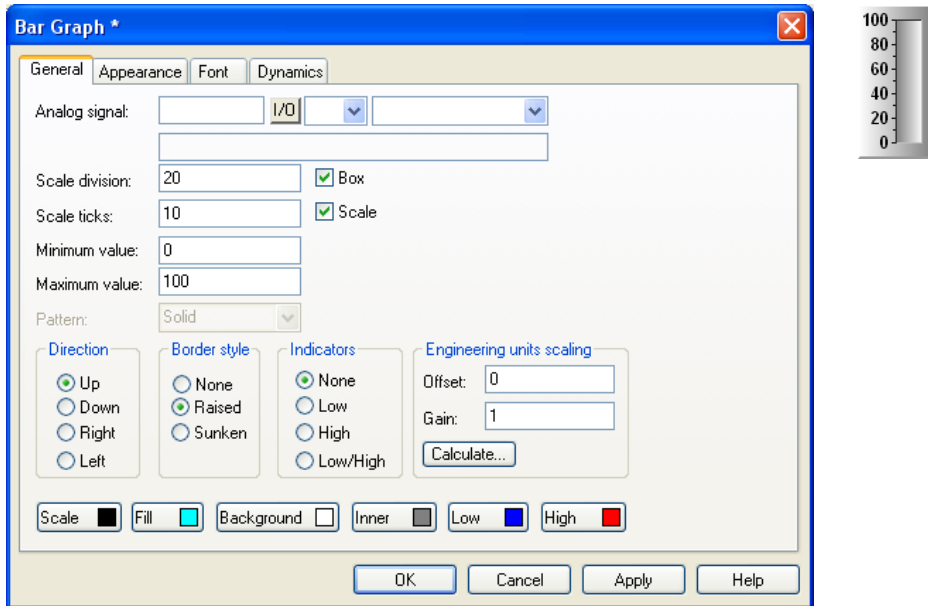 Bar Graph *
General Appearance Font Dynamics
Analog signal: I/O
Scale division: 20 Box
Scale ticks: 10 Scale
Minimum value: 0
Maximum value: 100
Pattern: Solid
Direction Border style Indicators Engineering units scaling
Up None None Offset: 0
Down Raised Low Gain: 1
Right Sunken High
Left Low/High Calculate...
Scale Fill Background Inner Low High
OK Cancel Apply Help
100
80
60
40
20
0